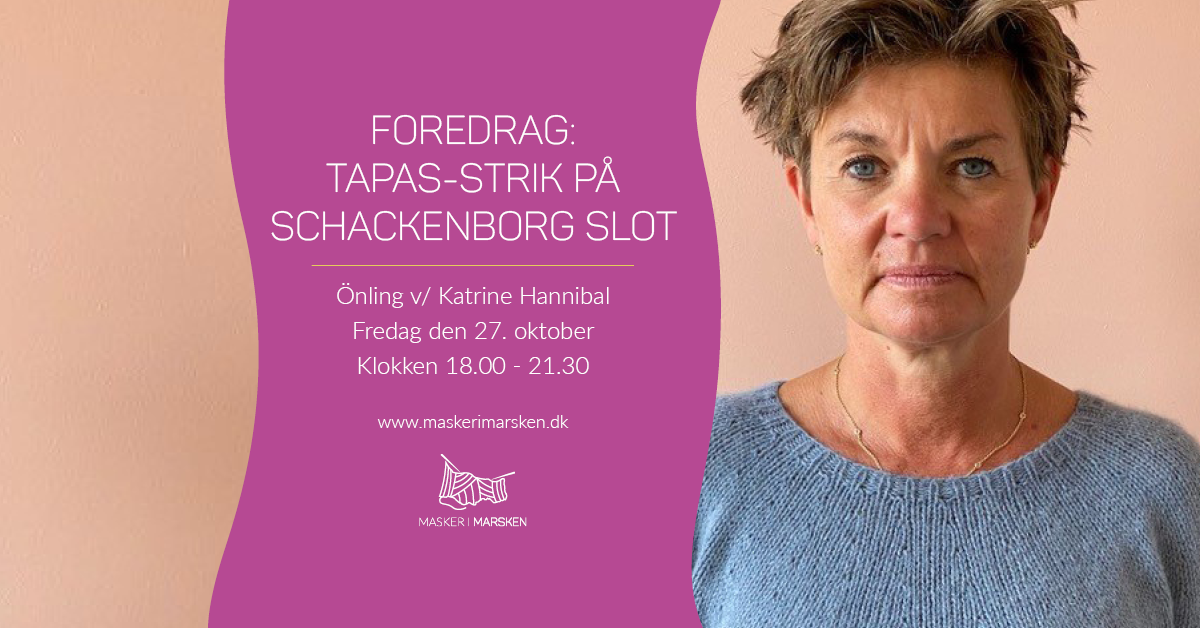 FOREDRAG:
TAPAS-STRIK PÅ
SCHACKENBORG SLOT
Önling v/ Katrine Hannibal
Fredag den 27. oktober
Klokken 18.00 - 21.30
www.maskerimarsken.dk
MASKER I MARSKEN